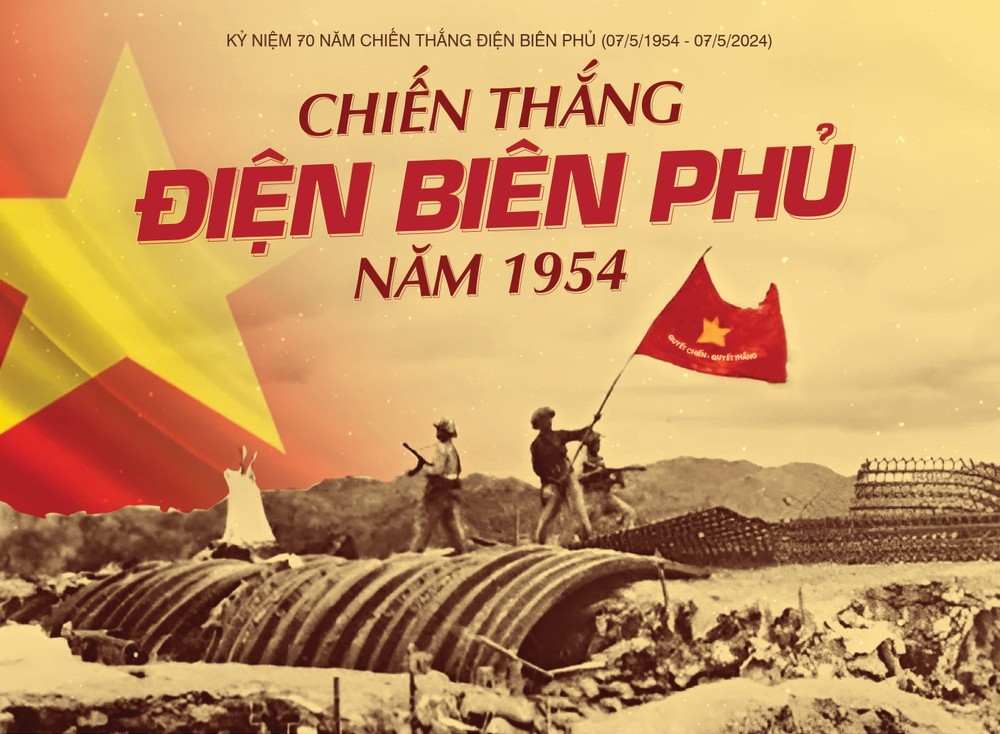 KỶ NIỆM 70 NĂM CHIẾN THẮNG ĐIỆN BIÊN PHỦ (07/5/1954 - 07/5/2024)
CHIẾN THẮNG
ĐIỆN BIÊN PHỦ
NĂM 1954
QUYẾT CHIẾN - QUYẾT THẮNG